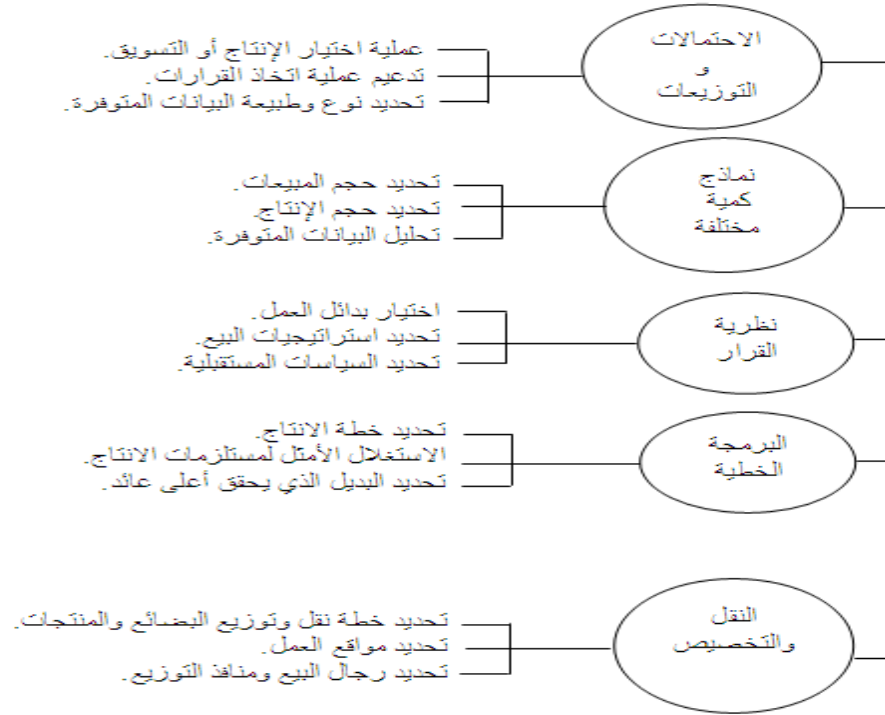 الاحتمالات
و
التوزيعات
عملية اختيار الإنتاج أو التسويق.
تدعيم عملية اتخاذ القرارات.
تحديد نوع وطبيعة البيانات المتوفرة.
نماذج
كمية
مختلفة
تحديد حجم المبيعات.
تحديد حجم الإنتاج.
تحليل البيانات المتوفرة.
نظرية
القرار
اختيار بدائل العمل.
تحديد استراتيجيات البيع.
تحديد السياسات المستقبلية.
البرمجة
الخطية
تحديد خطة الانتاج.
الاستغلال الأمثل لمستلزمات الانتاج.
تحديد البديل الذي يحقق أعلى عائد.
النقل
والتخصيص
تحديد خطة نقل وتوزيع البضائع والمنتجات.
تحديد مواقع العمل.
تحديد رجال البيع ومنافذ التوزيع.